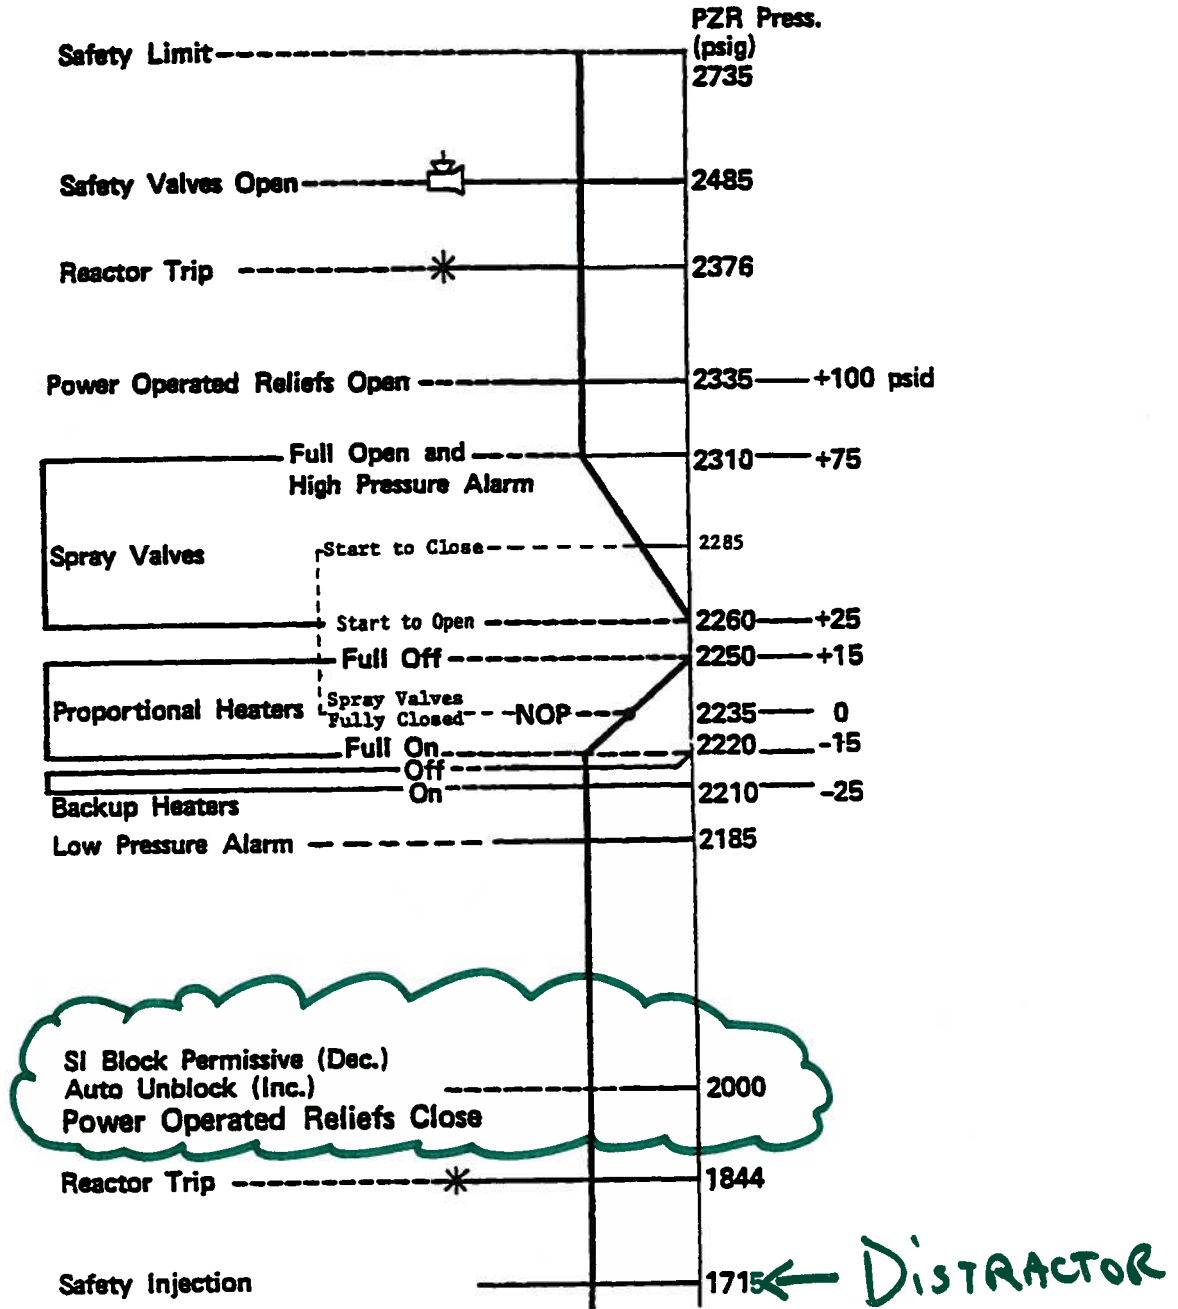 PZR Press.
(psig)
Safety Limit
2735
Safety Valves Open 2485
Reactor Trip 2376
Power Operated Reliefs Open 2335 +100 psid
Full Open and 2310 +75
High Pressure Alarm
Spray Valves
Start to Close 2285
Start to Open 2260 +25
Full Off 2250 +15
Proportional Heaters
Spray Valves
Fully Closed NOP 2235 0
Full On 2220 -15
Off
On 2210 -25
Backup Heaters
Low Pressure Alarm 2185
SI Block Permissive (Dec.)
Auto Unblock (Inc.) 2000
Power Operated Reliefs Close
Reactor Trip 1844
Safety Injection 1715 DISTRACTOR